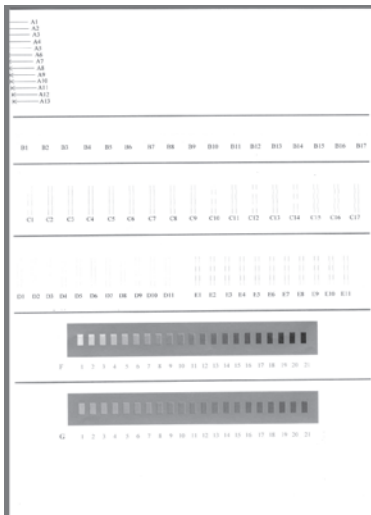 A1
A2
A3
A4
A5
A6
A7
A8
A9
A10
A11
A12
A13
B1 B2 B3 B4 B5 B6 B7 B8 B9 B10 B11 B12 B13 B14 B15 B16 B17
C1 C2 C3 C4 C5 C6 C7 C8 C9 C10 C11 C12 C13 C14 C15 C16 C17
D1 D2 D3 D4 D5 D6 D7 D8 D9 D10 D11 E1 E2 E3 E4 E5 E6 E7 E8 E9 E10 E11
F 1 2 3 4 5 6 7 8 9 10 11 12 13 14 15 16 17 18 19 20 21
G 1 2 3 4 5 6 7 8 9 10 11 12 13 14 15 16 17 18 19 20 21